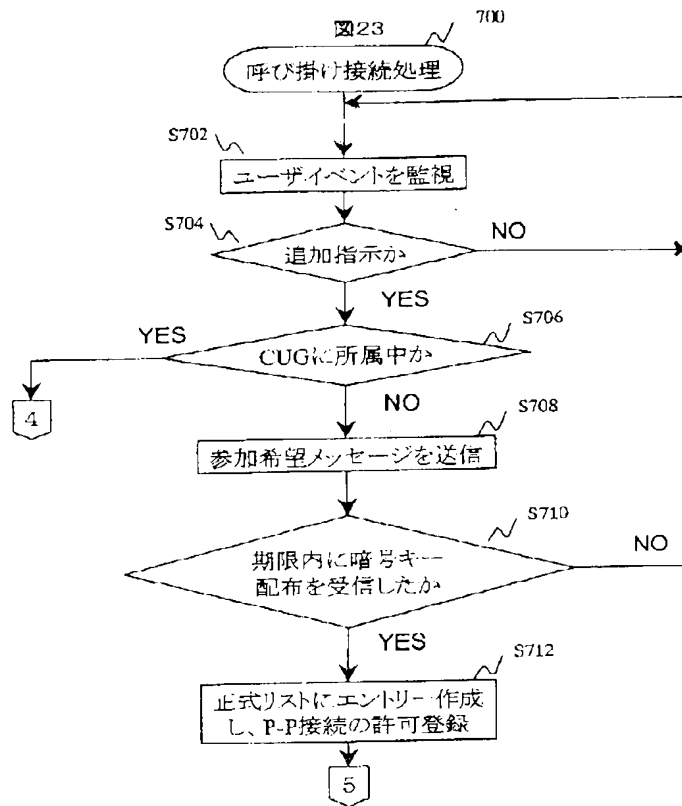 図23
700
呼び掛け接続処理
S702
ユーザイベントを監視
S704
追加指示か
NO
YES
YES
S706
CUGに所属中か
4
NO
S708
参加希望メッセージを送信
S710
期限内に暗号キー
配布を受信したか
NO
YES
S712
正式リストにエントリー作成
し、P-P接続の許可登録
5